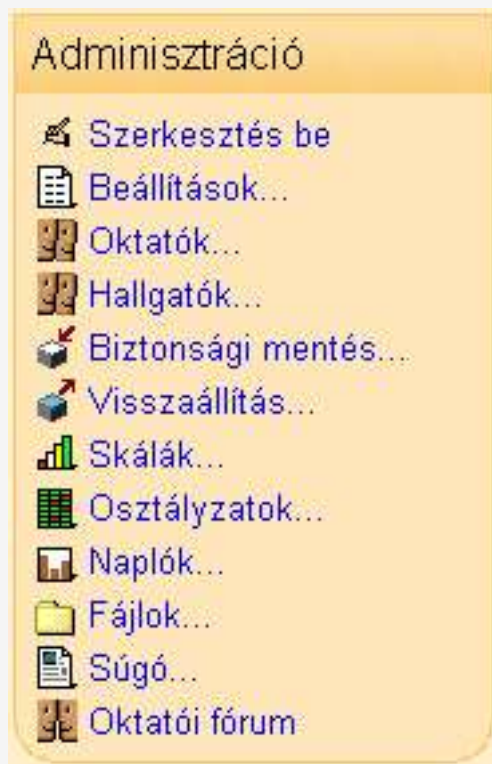 Adminisztráció
Szerkesztés be
Beállítások...
Oktatók...
Hallgatók...
Biztonsági mentés...
Visszaállítás...
Skálák...
Osztályzatok...
Naplók...
Fájlok...
Súgó...
Oktatói fórum